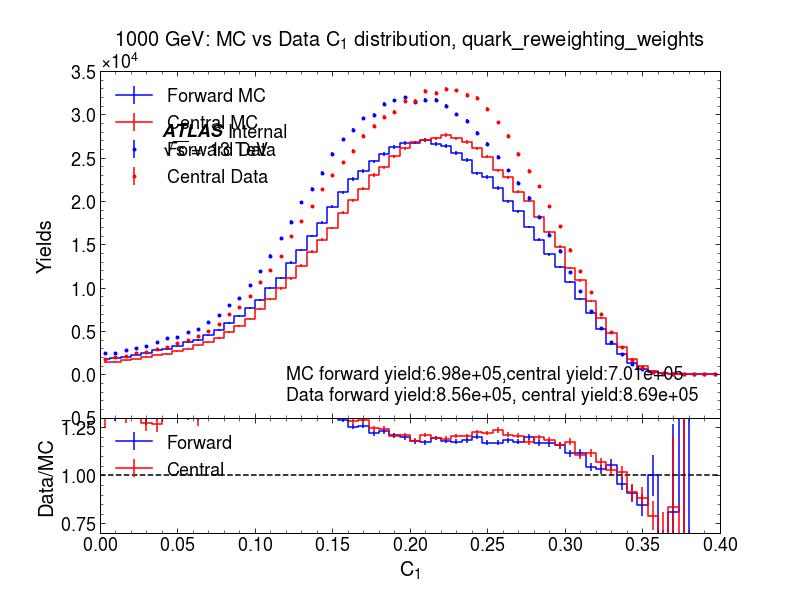 1000 GeV: MC vs Data C₁ distribution, quark_reweighting_weights
×10⁴
3.5
3.0
2.5
2.0
1.5
1.0
0.5
0.0
0.5
Yields
Forward MC
Central MC
ATLAS Internal
√s = 13 TeV
Forward Data
Central Data
MC forward yield:6.98e+05,central yield:7.01e+05
Data forward yield:8.56e+05, central yield:8.69e+05
1.25
1.00
0.75
Data/MC
Forward
Central
0.00 0.05 0.10 0.15 0.20 0.25 0.30 0.35 0.40
C₁